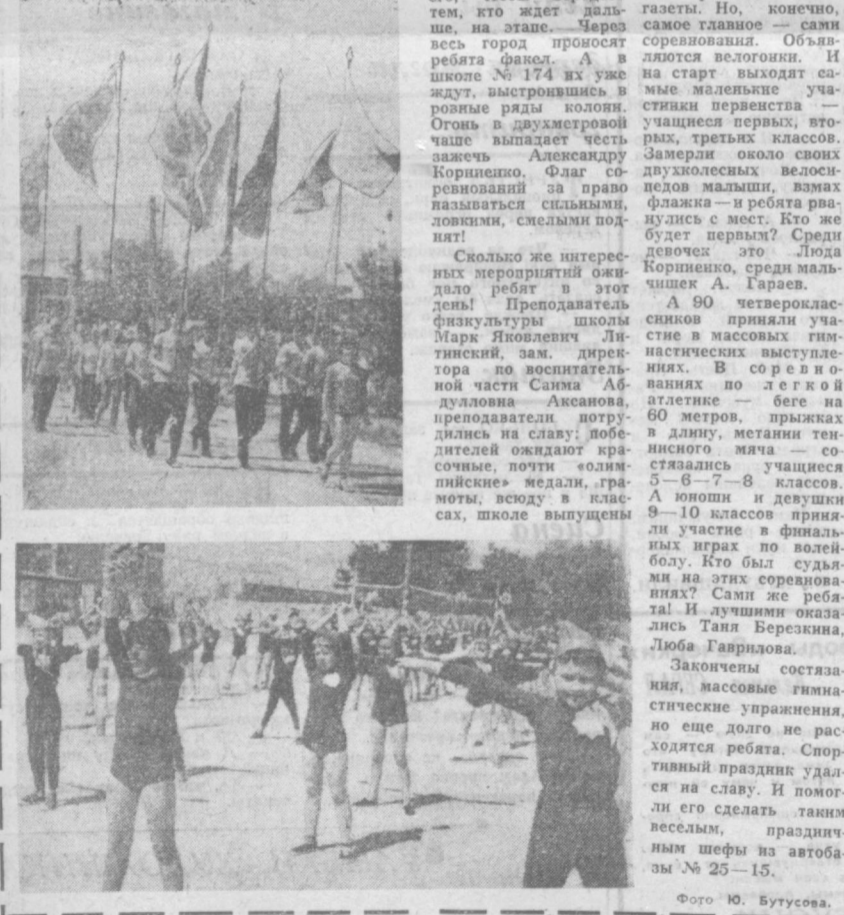 тем, кто ждет даль-
ше, на этапе. Через
весь город проносят
ребята факел. А в
школе № 174 их уже
ждут, выстроившись в
ровные ряды колонн.
Огонь в двухметровой
чаше выпадает честь
зажечь Александру
Корниенко. Флаг со-
ревнований за право
называться сильными,
ловкими, смелыми под-
нят!
Сколько же интерес-
ных мероприятий ожи-
дало ребят в этот
день! Преподаватель
физкультуры школы
Марк Яковлевич Ли-
тинский, зам. дирек-
тора по воспитатель-
ной части Саима Аб-
дулловна Аксанова,
преподаватели потру-
дились на славу: побе-
дителей ожидают кра-
сочные, почти «олим-
пийские» медали, гра-
моты, всюду в клас-
сах, школе выпущены
газеты. Но, конечно,
самое главное — сами
соревнования. Объяв-
ляются велогонки. И
на старт выходят са-
мые маленькие уча-
стники первенства —
учащиеся первых, вто-
рых, третьих классов.
Замерли около своих
двухколесных велоси-
педов малыши, взмах
флажка — и ребята рва-
нулись с мест. Кто же
будет первым? Среди
девочек это Люда
Корниенко, среди маль-
чишек А. Гараев.
А 90 четвероклас-
сников приняли уча-
стие в массовых гим-
настических выступле-
ниях. В соревно-
ваниях по легкой
атлетике — беге на
60 метров, прыжках
в длину, метании тен-
нисного мяча — со-
стязались учащиеся
5—6—7—8 классов.
А юноши и девушки
9—10 классов приня-
ли участие в финаль-
ных играх по волей-
болу. Кто был судья-
ми на этих соревнова-
ниях? Сами же ребя-
та! И лучшими оказа-
лись Таня Березкина,
Люба Гаврилова.
Закончены состяза-
ния, массовые гимна-
стические упражнения,
но еще долго не рас-
ходятся ребята. Спор-
тивный праздник удал-
ся на славу. И помог-
ли его сделать таким
веселым, празднич-
ным шефы из автоба-
зы № 25—15.
Фото Ю. Бутусова.